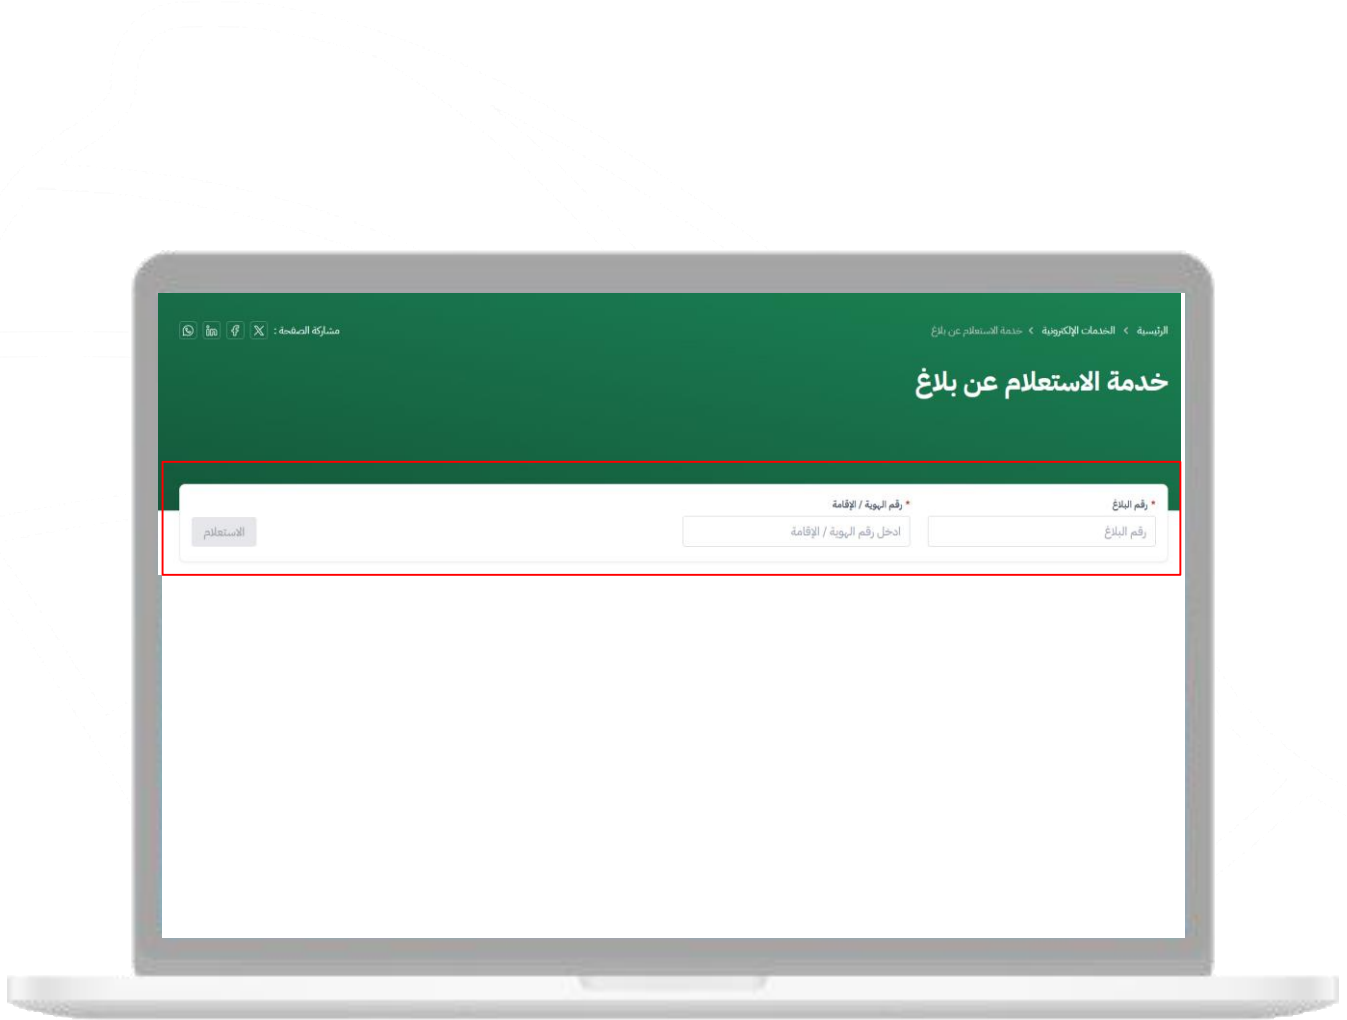 الرئيسية > الخدمات الإلكترونية > خدمة الاستعلام عن بلاغ
مشاركة الصفحة :
خدمة الاستعلام عن بلاغ
* رقم البلاغ
* رقم الهوية / الإقامة
رقم البلاغ
ادخل رقم الهوية / الإقامة
الاستعلام